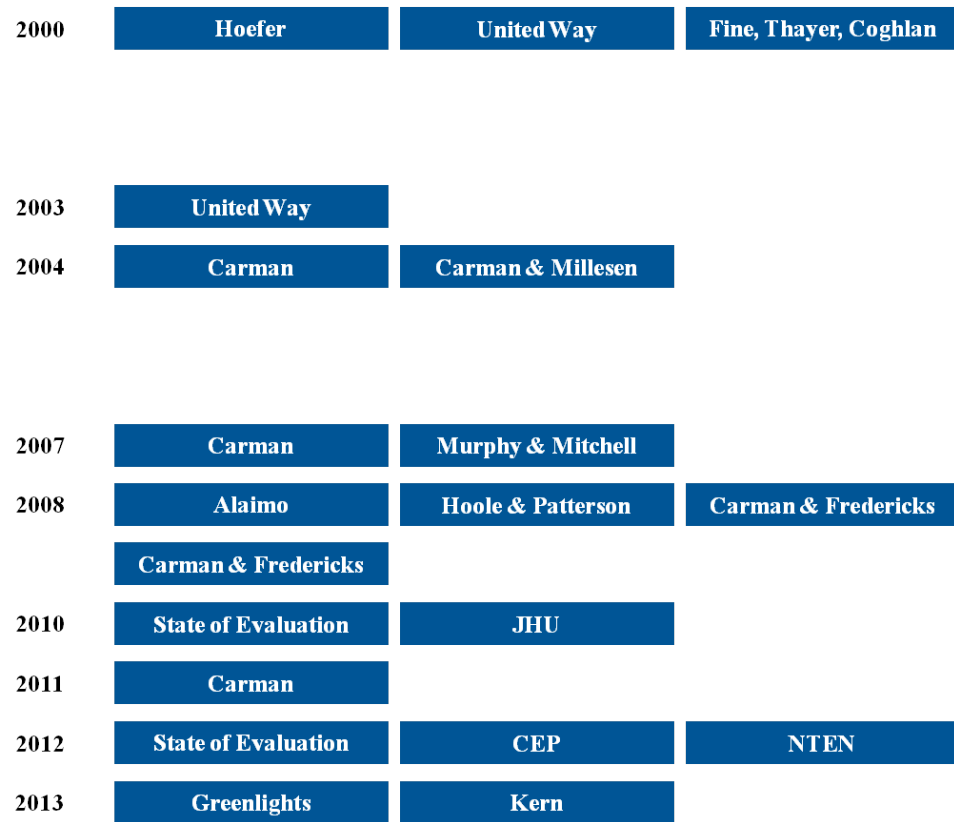 2000 Hoefer United Way Fine, Thayer, Coghlan
2003 United Way
2004 Carman Carman & Millesen
2007 Carman Murphy & Mitchell
2008 Alaimo Hoole & Patterson Carman & Fredericks
Carman & Fredericks
2010 State of Evaluation JHU
2011 Carman
2012 State of Evaluation CEP NTEN
2013 Greenlights Kern